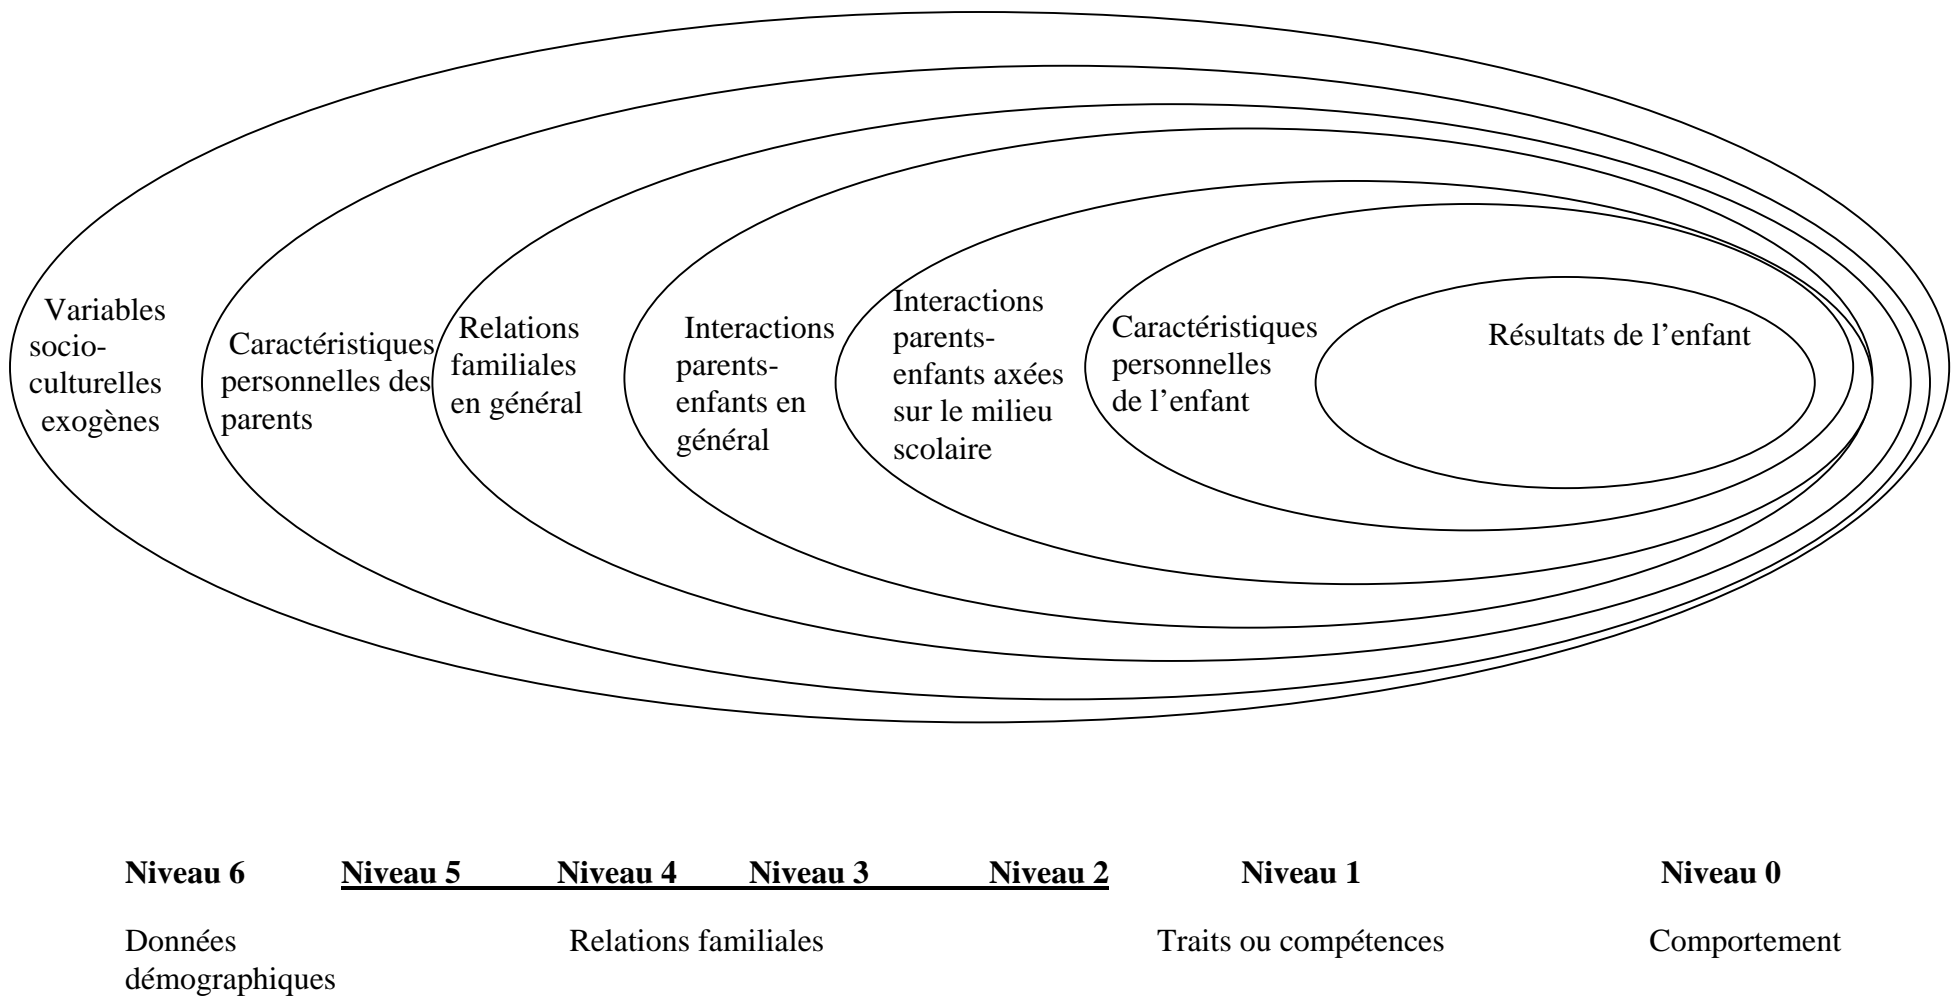 Variables
socio-
culturelles
exogènes
Caractéristiques
personnelles des
parents
Relations
familiales
en général
Interactions
parents-
enfants en
général
Interactions
parents-
enfants axées
sur le milieu
scolaire
Caractéristiques
personnelles
de l’enfant
Résultats de l’enfant
Niveau 6 Niveau 5 Niveau 4 Niveau 3 Niveau 2 Niveau 1 Niveau 0
Données
démographiques
Relations familiales
Traits ou compétences
Comportement